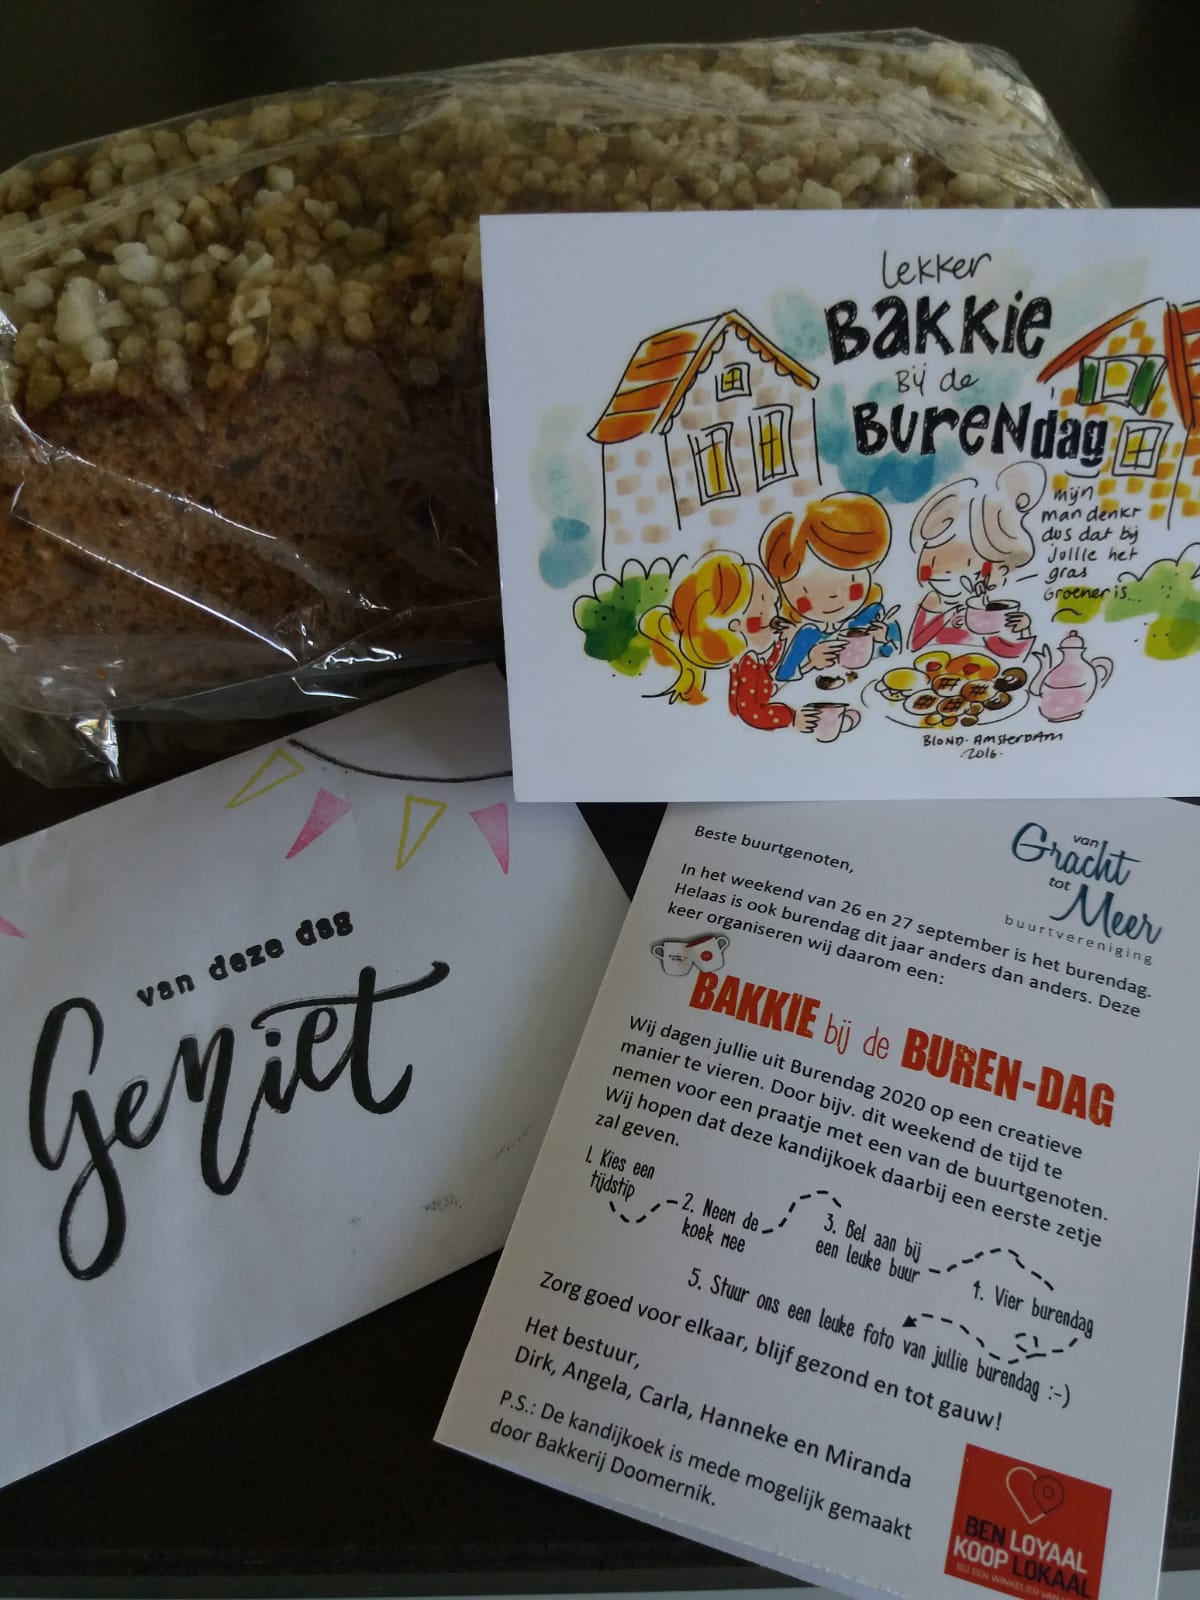 Lekker
BAKKIE
Bij de
BURENdag
mijn
man denkt
dus dat bij
jollie het
gras
Groener is...
BLOND-AMSTERDAM
-2016-
van deze dag
Geniet
van
Gracht
tot
Meer
buurtvereniging
Beste buurtgenoten,
In het weekend van 26 en 27 september is het burendag.
Helaas is ook burendag dit jaar anders dan anders. Deze
keer organiseren wij daarom een:
BAKKIE bij de BUREN-DAG
Wij dagen jullie uit Burendag 2020 op een creatieve
manier te vieren. Door bijv. dit weekend de tijd te
nemen voor een praatje met een van de buurtgenoten.
Wij hopen dat deze kandijkoek daarbij een eerste zetje
zal geven.
1. Kies een
tijdstip
2. Neem de
koek mee
3. Bel aan bij
een leuke buur
4. Vier burendag
5. Stuur ons een leuke foto van jullie burendag :-)
Zorg goed voor elkaar, blijf gezond en tot gauw!
Het bestuur,
Dirk, Angela, Carla, Hanneke en Miranda
P.S.: De kandijkoek is mede mogelijk gemaakt
door Bakkerij Doomernik.
BEN LOYAAL
KOOP LOKAAL
BIJ EEN WINKELIER VAN